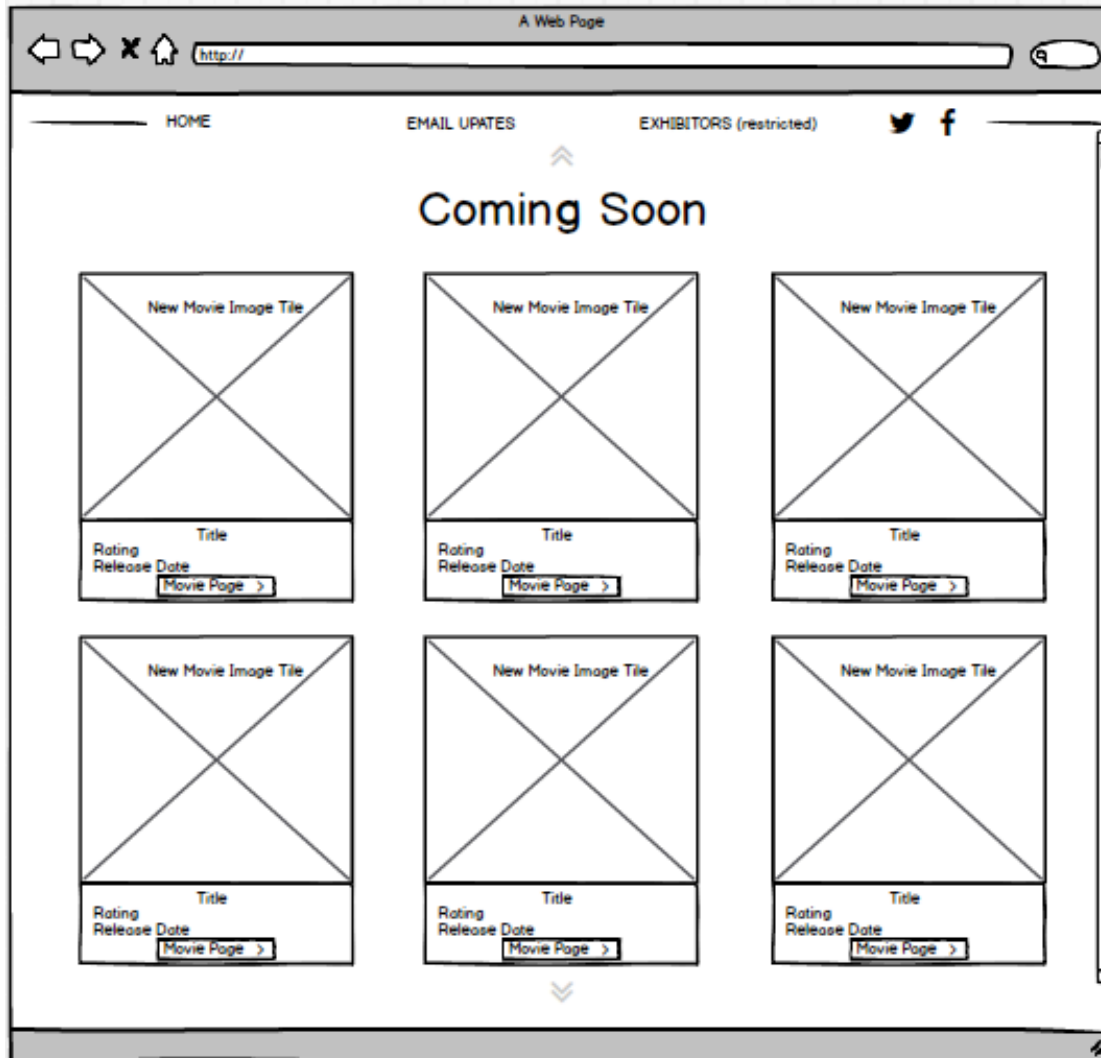 A Web Page
http://
HOME EMAIL UPATES EXHIBITORS (restricted)
Coming Soon
New Movie Image Tile New Movie Image Tile New Movie Image Tile
Title Title Title
Rating Rating Rating
Release Date Release Date Release Date
Movie Page > Movie Page > Movie Page >
New Movie Image Tile New Movie Image Tile New Movie Image Tile
Title Title Title
Rating Rating Rating
Release Date Release Date Release Date
Movie Page > Movie Page > Movie Page >